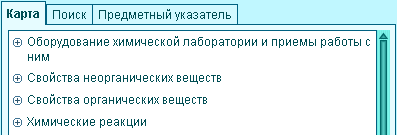 Карта Поиск Предметный указатель
Оборудование химической лаборатории и приемы работы с
ним
Свойства неорганических веществ
Свойства органических веществ
Химические реакции